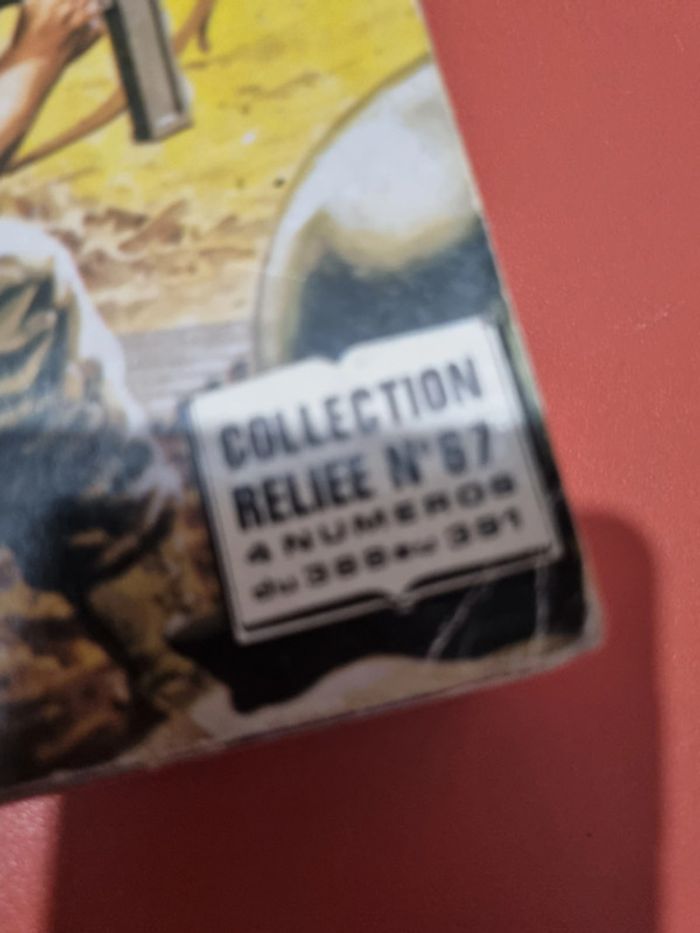 COLLECTION
RELIEE N° 67
4 NUMEROS
du 388 au 391